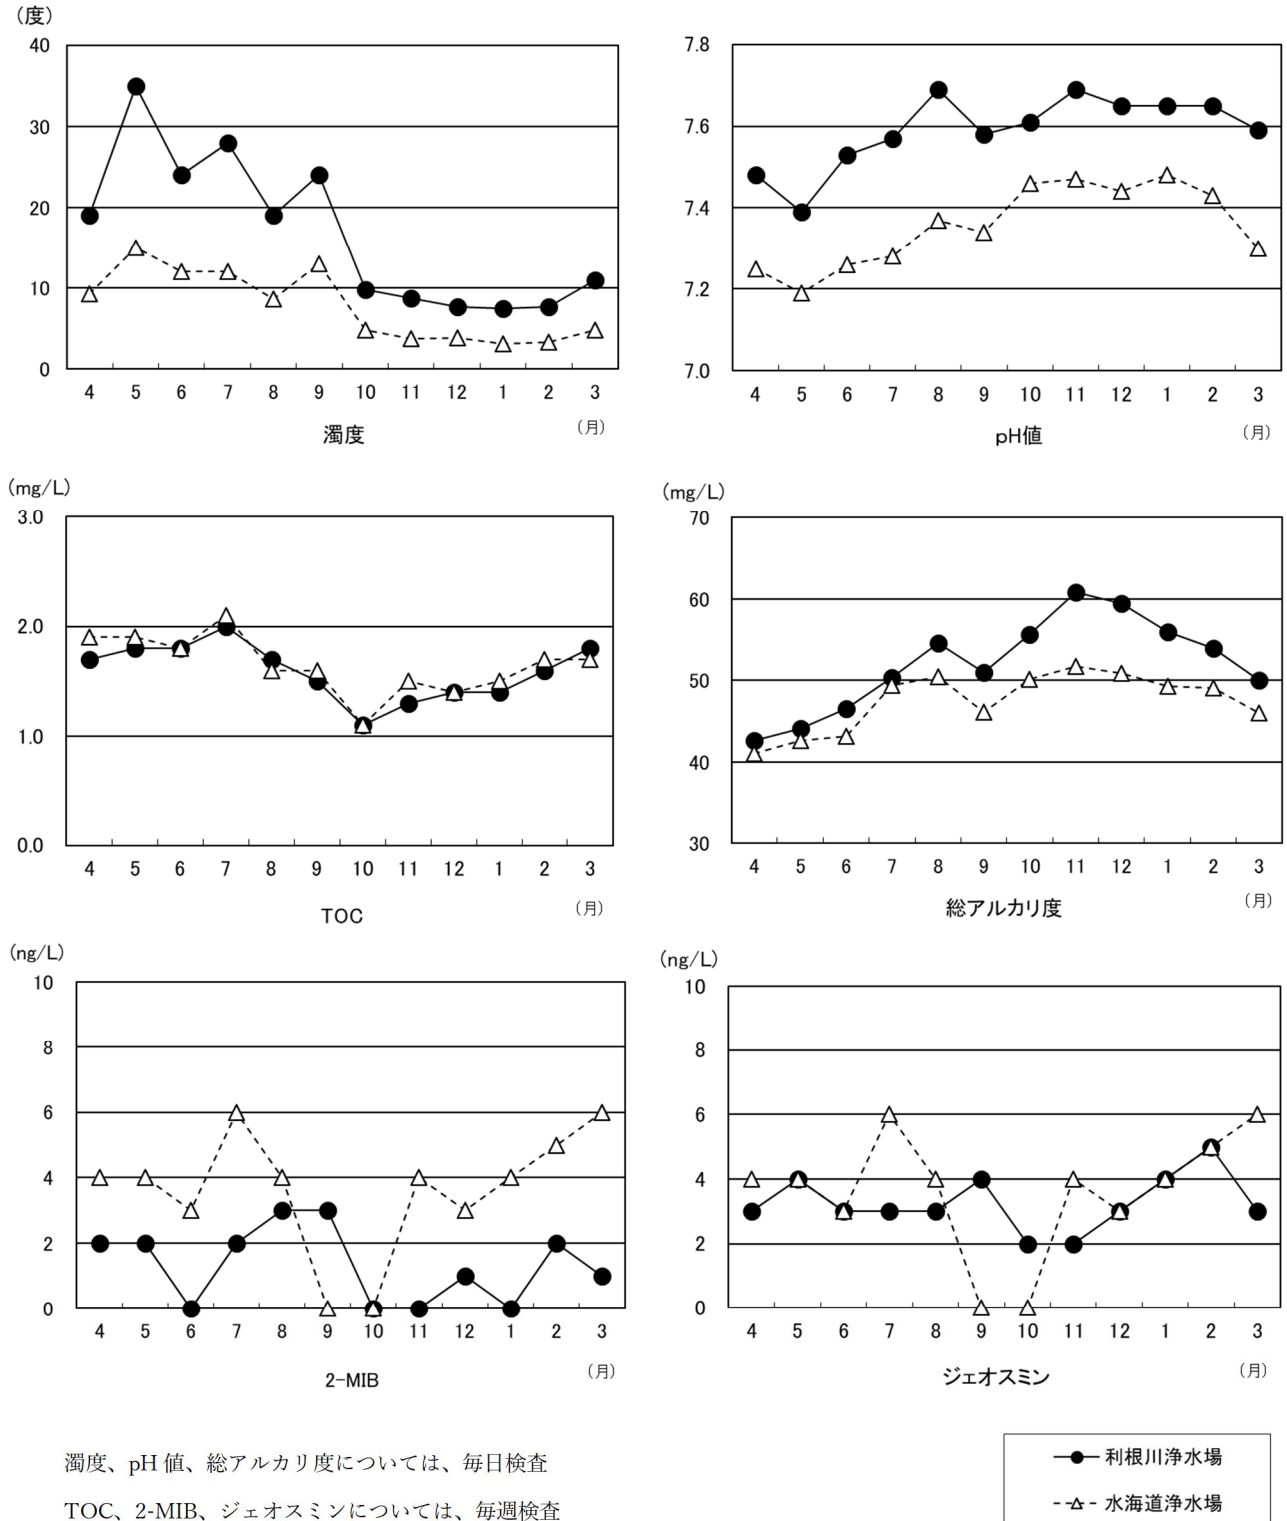 （度）
40
30
20
10
0
4 5 6 7 8 9 10 11 12 1 2 3
濁度
（月）
7.8
7.6
7.4
7.2
7.0
4 5 6 7 8 9 10 11 12 1 2 3
pH値
（月）
(mg/L)
3.0
2.0
1.0
0.0
4 5 6 7 8 9 10 11 12 1 2 3
TOC
（月）
(mg/L)
70
60
50
40
30
4 5 6 7 8 9 10 11 12 1 2 3
総アルカリ度
（月）
(ng/L)
10
8
6
4
2
0
4 5 6 7 8 9 10 11 12 1 2 3
2-MIB
（月）
(ng/L)
10
8
6
4
2
0
4 5 6 7 8 9 10 11 12 1 2 3
ジェオスミン
（月）
濁度、pH 値、総アルカリ度については、毎日検査
TOC、2-MIB、ジェオスミンについては、毎週検査
利根川浄水場
水海道浄水場